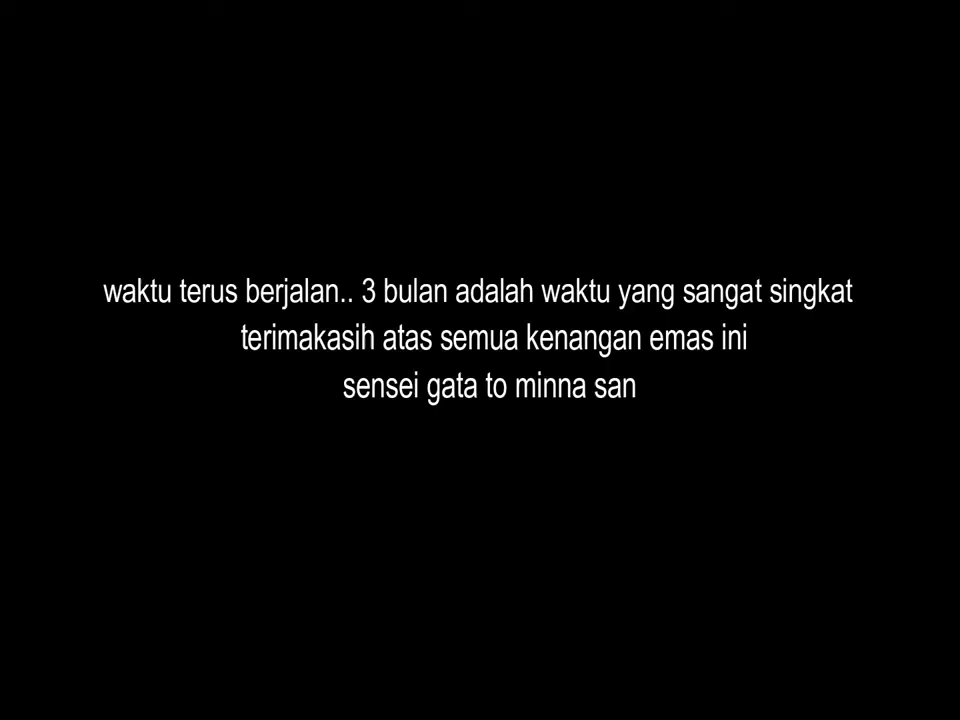 waktu terus berjalan.. 3 bulan adalah waktu yang sangat singkat
terimakasih atas semua kenangan emas ini
sensei gata to minna san